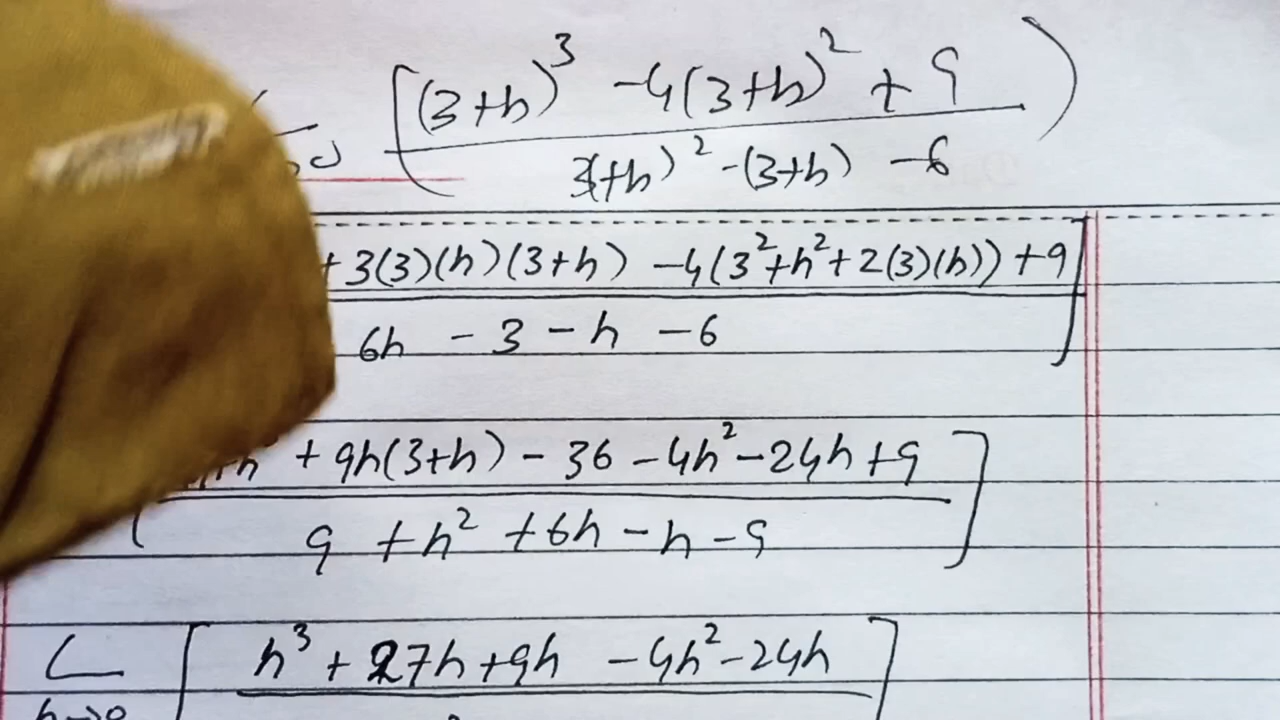 [(3+h)³ -4(3+h)² + 9)
3+h)² -(3+h) -6
+ 3(3)(h)(3+h) -4(3²+h²+2(3)(h)) +9]
6h - 3 - h - 6
+ 9h(3+h) - 36 - 4h² - 24h + 9]
9 + h² + 6h - h - 9
L [h³ + 27h + 9h - 4h² - 24h]
h→0